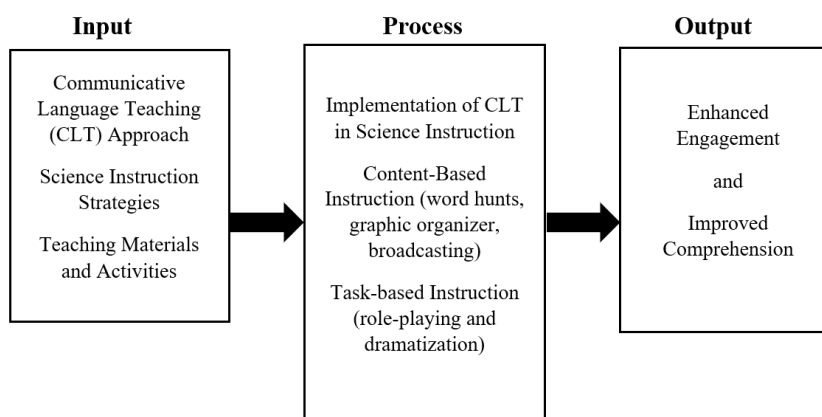 Input
Communicative
Language Teaching
(CLT) Approach
Science Instruction
Strategies
Teaching Materials
and Activities
Process
Implementation of CLT
in Science Instruction
Content-Based
Instruction (word hunts,
graphic organizer,
broadcasting)
Task-based Instruction
(role-playing and
dramatization)
Output
Enhanced
Engagement
and
Improved
Comprehension